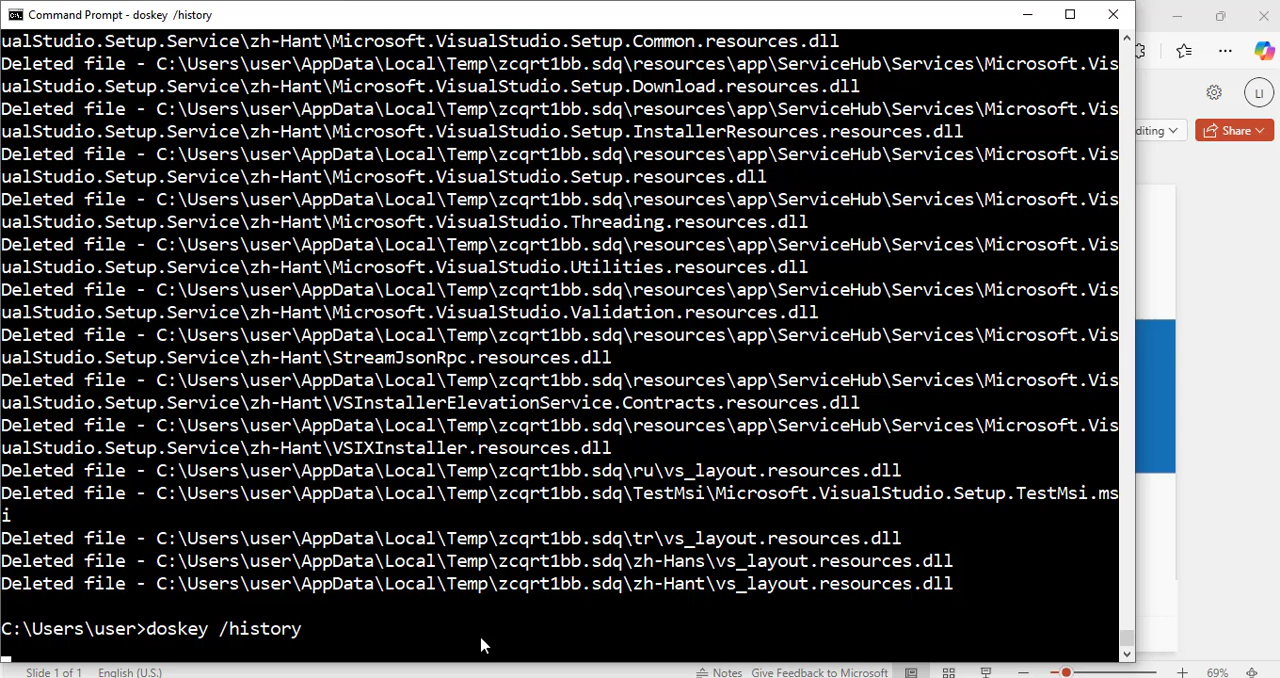 Command Prompt - doskey /history
ualStudio.Setup.Service\zh-Hant\Microsoft.VisualStudio.Setup.Common.resources.dll
Deleted file - C:\Users\user\AppData\Local\Temp\zcqrt1bb.sdq\resources\app\ServiceHub\Services\Microsoft.Vis
ualStudio.Setup.Service\zh-Hant\Microsoft.VisualStudio.Setup.Download.resources.dll
Deleted file - C:\Users\user\AppData\Local\Temp\zcqrt1bb.sdq\resources\app\ServiceHub\Services\Microsoft.Vis
ualStudio.Setup.Service\zh-Hant\Microsoft.VisualStudio.Setup.InstallerResources.resources.dll
Deleted file - C:\Users\user\AppData\Local\Temp\zcqrt1bb.sdq\resources\app\ServiceHub\Services\Microsoft.Vis
ualStudio.Setup.Service\zh-Hant\Microsoft.VisualStudio.Setup.resources.dll
Deleted file - C:\Users\user\AppData\Local\Temp\zcqrt1bb.sdq\resources\app\ServiceHub\Services\Microsoft.Vis
ualStudio.Setup.Service\zh-Hant\Microsoft.VisualStudio.Threading.resources.dll
Deleted file - C:\Users\user\AppData\Local\Temp\zcqrt1bb.sdq\resources\app\ServiceHub\Services\Microsoft.Vis
ualStudio.Setup.Service\zh-Hant\Microsoft.VisualStudio.Utilities.resources.dll
Deleted file - C:\Users\user\AppData\Local\Temp\zcqrt1bb.sdq\resources\app\ServiceHub\Services\Microsoft.Vis
ualStudio.Setup.Service\zh-Hant\Microsoft.VisualStudio.Validation.resources.dll
Deleted file - C:\Users\user\AppData\Local\Temp\zcqrt1bb.sdq\resources\app\ServiceHub\Services\Microsoft.Vis
ualStudio.Setup.Service\zh-Hant\StreamJsonRpc.resources.dll
Deleted file - C:\Users\user\AppData\Local\Temp\zcqrt1bb.sdq\resources\app\ServiceHub\Services\Microsoft.Vis
ualStudio.Setup.Service\zh-Hant\VSInstallerElevationService.Contracts.resources.dll
Deleted file - C:\Users\user\AppData\Local\Temp\zcqrt1bb.sdq\resources\app\ServiceHub\Services\Microsoft.Vis
ualStudio.Setup.Service\zh-Hant\VSIXInstaller.resources.dll
Deleted file - C:\Users\user\AppData\Local\Temp\zcqrt1bb.sdq\ru\vs_layout.resources.dll
Deleted file - C:\Users\user\AppData\Local\Temp\zcqrt1bb.sdq\TestMsi\Microsoft.VisualStudio.Setup.TestMsi.ms
i
Deleted file - C:\Users\user\AppData\Local\Temp\zcqrt1bb.sdq\tr\vs_layout.resources.dll
Deleted file - C:\Users\user\AppData\Local\Temp\zcqrt1bb.sdq\zh-Hans\vs_layout.resources.dll
Deleted file - C:\Users\user\AppData\Local\Temp\zcqrt1bb.sdq\zh-Hant\vs_layout.resources.dll
C:\Users\user>doskey /history
LI
diting
Share
Slide 1 of 1 English (U.S.) Notes Give Feedback to Microsoft 69%